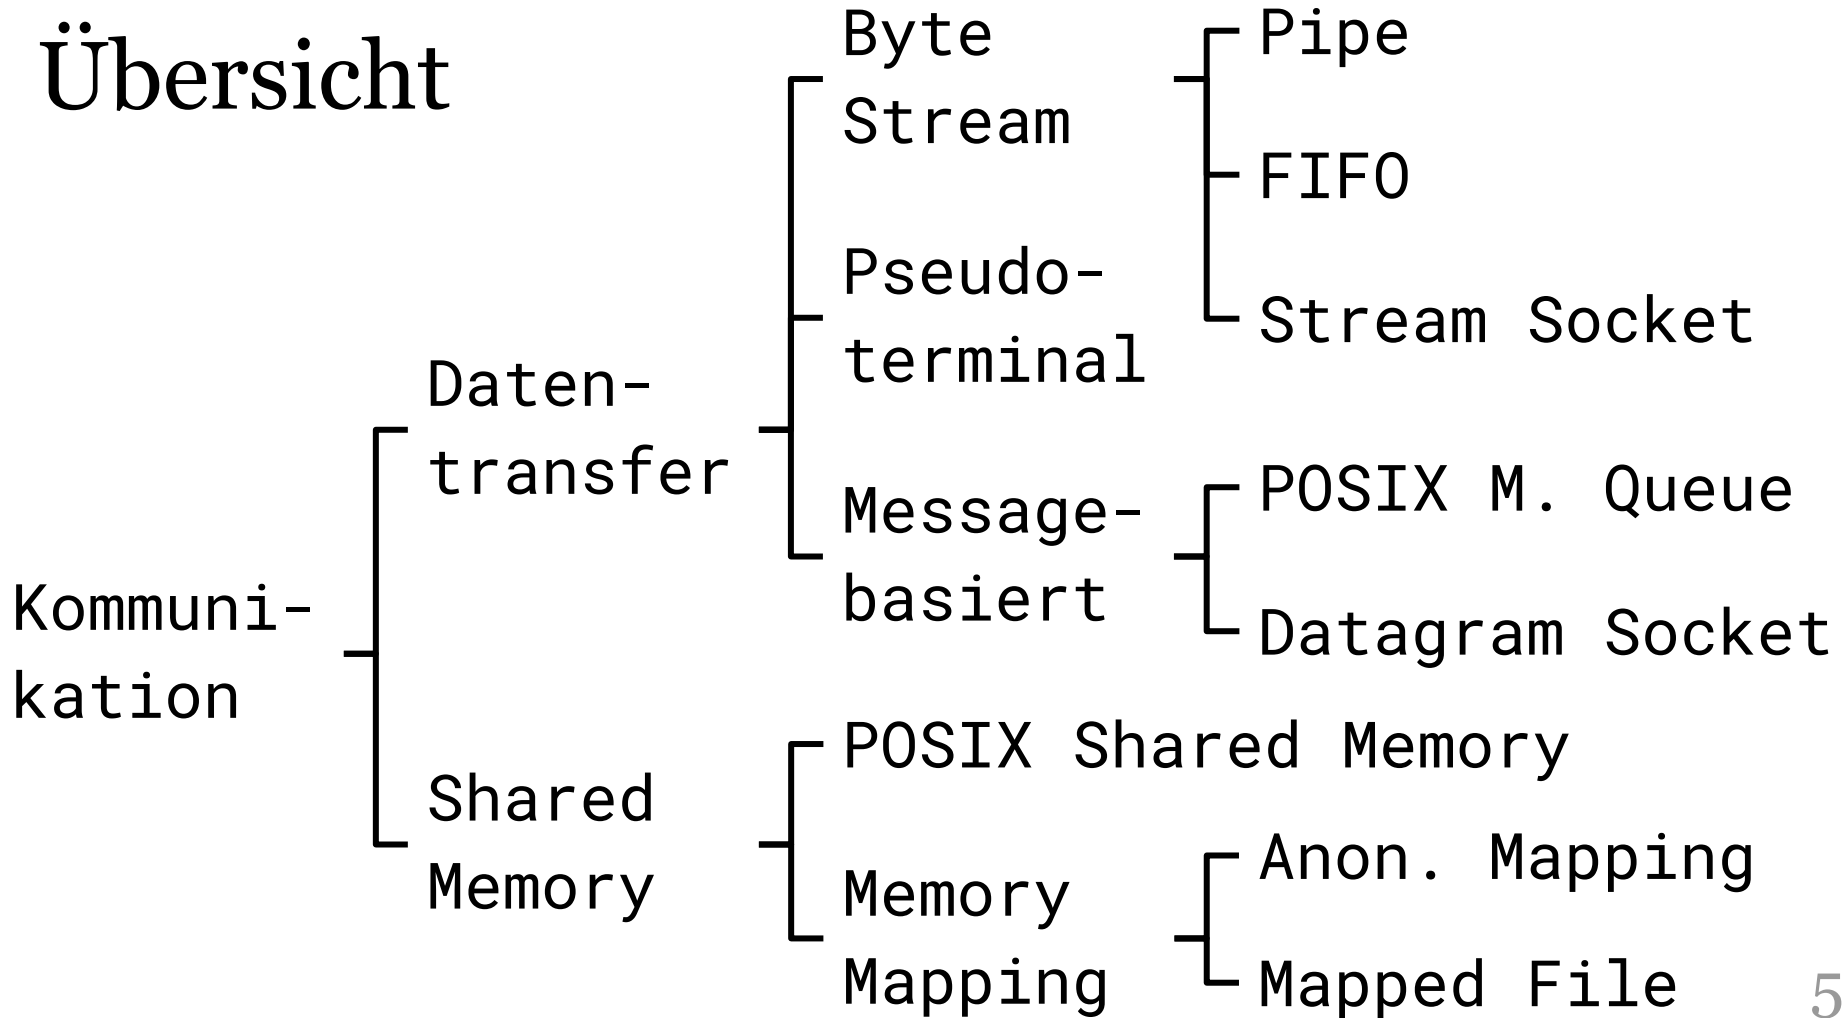 Übersicht
Kommuni-
kation
Daten-
transfer
Byte
Stream
Pipe
FIFO
Stream Socket
Pseudo-
terminal
Message-
basiert
POSIX M. Queue
Datagram Socket
Shared
Memory
POSIX Shared Memory
Memory
Mapping
Anon. Mapping
Mapped File
5